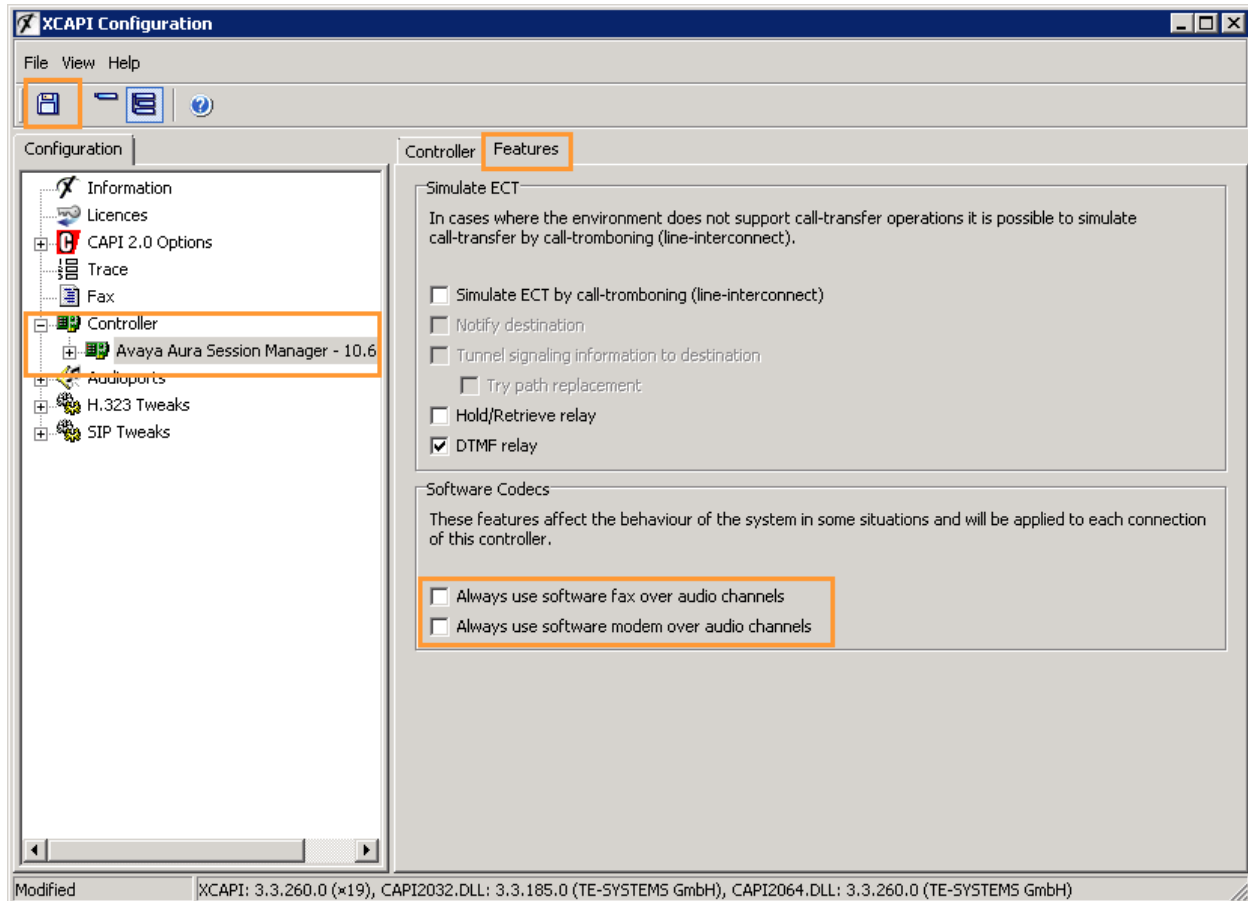 XCAPI Configuration
File View Help
Configuration
Information
Licences
CAPI 2.0 Options
Trace
Fax
Controller
Avaya Aura Session Manager - 10.6
Audioports
H.323 Tweaks
SIP Tweaks
Controller Features
Simulate ECT
In cases where the environment does not support call-transfer operations it is possible to simulate
call-transfer by call-tromboning (line-interconnect).
Simulate ECT by call-tromboning (line-interconnect)
Notify destination
Tunnel signaling information to destination
Try path replacement
Hold/Retrieve relay
DTMF relay
Software Codecs
These features affect the behaviour of the system in some situations and will be applied to each connection
of this controller.
Always use software fax over audio channels
Always use software modem over audio channels
Modified XCAPI: 3.3.260.0 (×19), CAPI2032.DLL: 3.3.185.0 (TE-SYSTEMS GmbH), CAPI2064.DLL: 3.3.260.0 (TE-SYSTEMS GmbH)